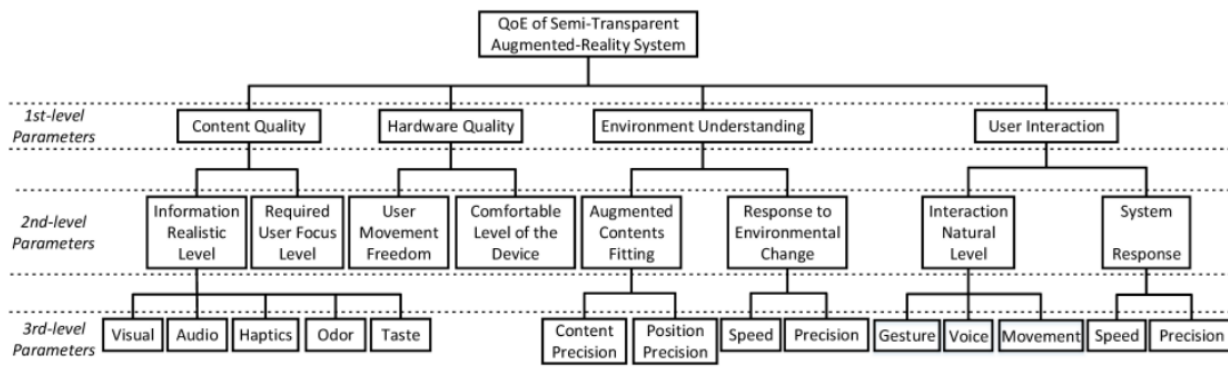 QoE of Semi-Transparent
Augmented-Reality System
1st-level
Parameters
Content Quality
Hardware Quality
Environment Understanding
User Interaction
2nd-level
Parameters
Information
Realistic
Level
Required
User Focus
Level
User
Movement
Freedom
Comfortable
Level of the
Device
Augmented
Contents
Fitting
Response to
Environmental
Change
Interaction
Natural
Level
System
Response
3rd-level
Parameters
Visual
Audio
Haptics
Odor
Taste
Content
Precision
Position
Precision
Speed
Precision
Gesture
Voice
Movement
Speed
Precision